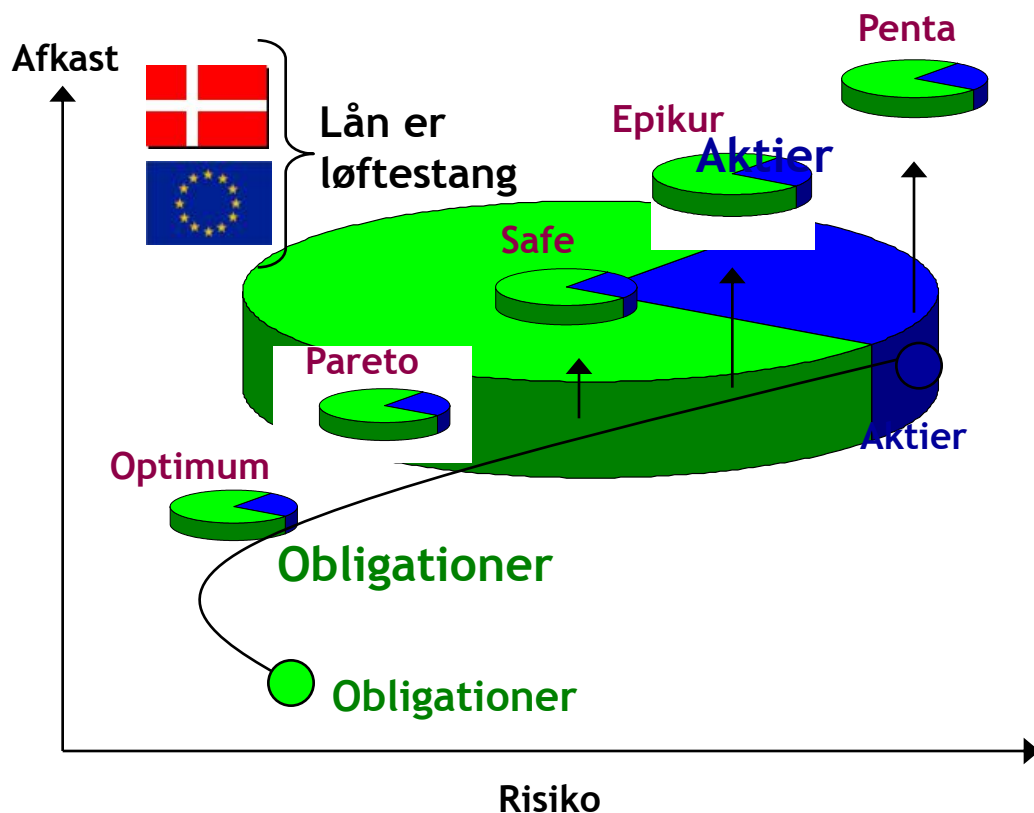 Penta
Afkast
Lån er
løftestang
Epikur
Aktier
Safe
Pareto
Aktier
Optimum
Obligationer
Obligationer
Risiko